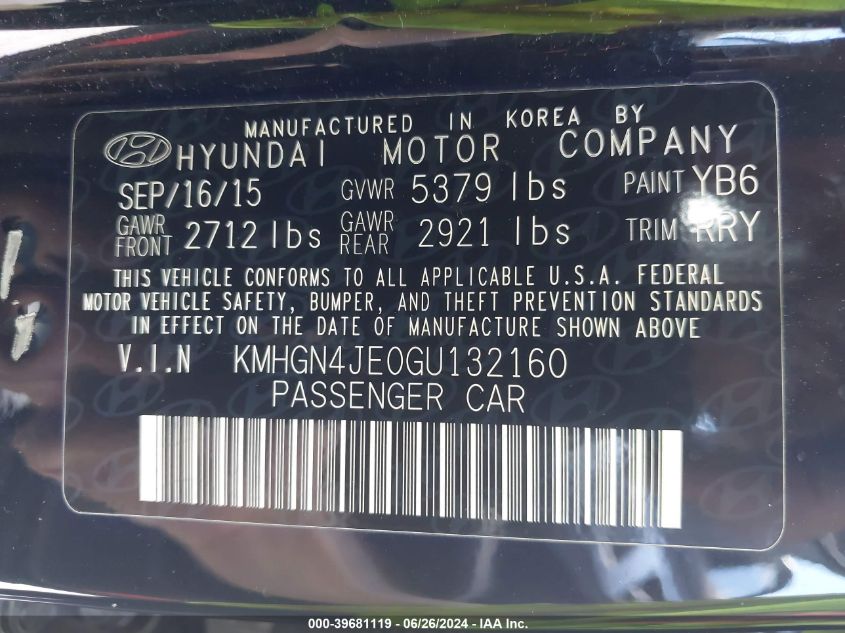 MANUFACTURED IN KOREA BY
HYUNDAI MOTOR COMPANY
SEP/16/15 GVWR 5379 lbs PAINT YB6
GAWR FRONT 2712 lbs GAWR REAR 2921 lbs TRIM RRY
THIS VEHICLE CONFORMS TO ALL APPLICABLE U.S.A. FEDERAL
MOTOR VEHICLE SAFETY, BUMPER, AND THEFT PREVENTION STANDARDS
IN EFFECT ON THE DATE OF MANUFACTURE SHOWN ABOVE
V.I.N KMHGN4JE0GU132160
PASSENGER CAR
000-39681119 / 06/26/2024 - IAA Inc.